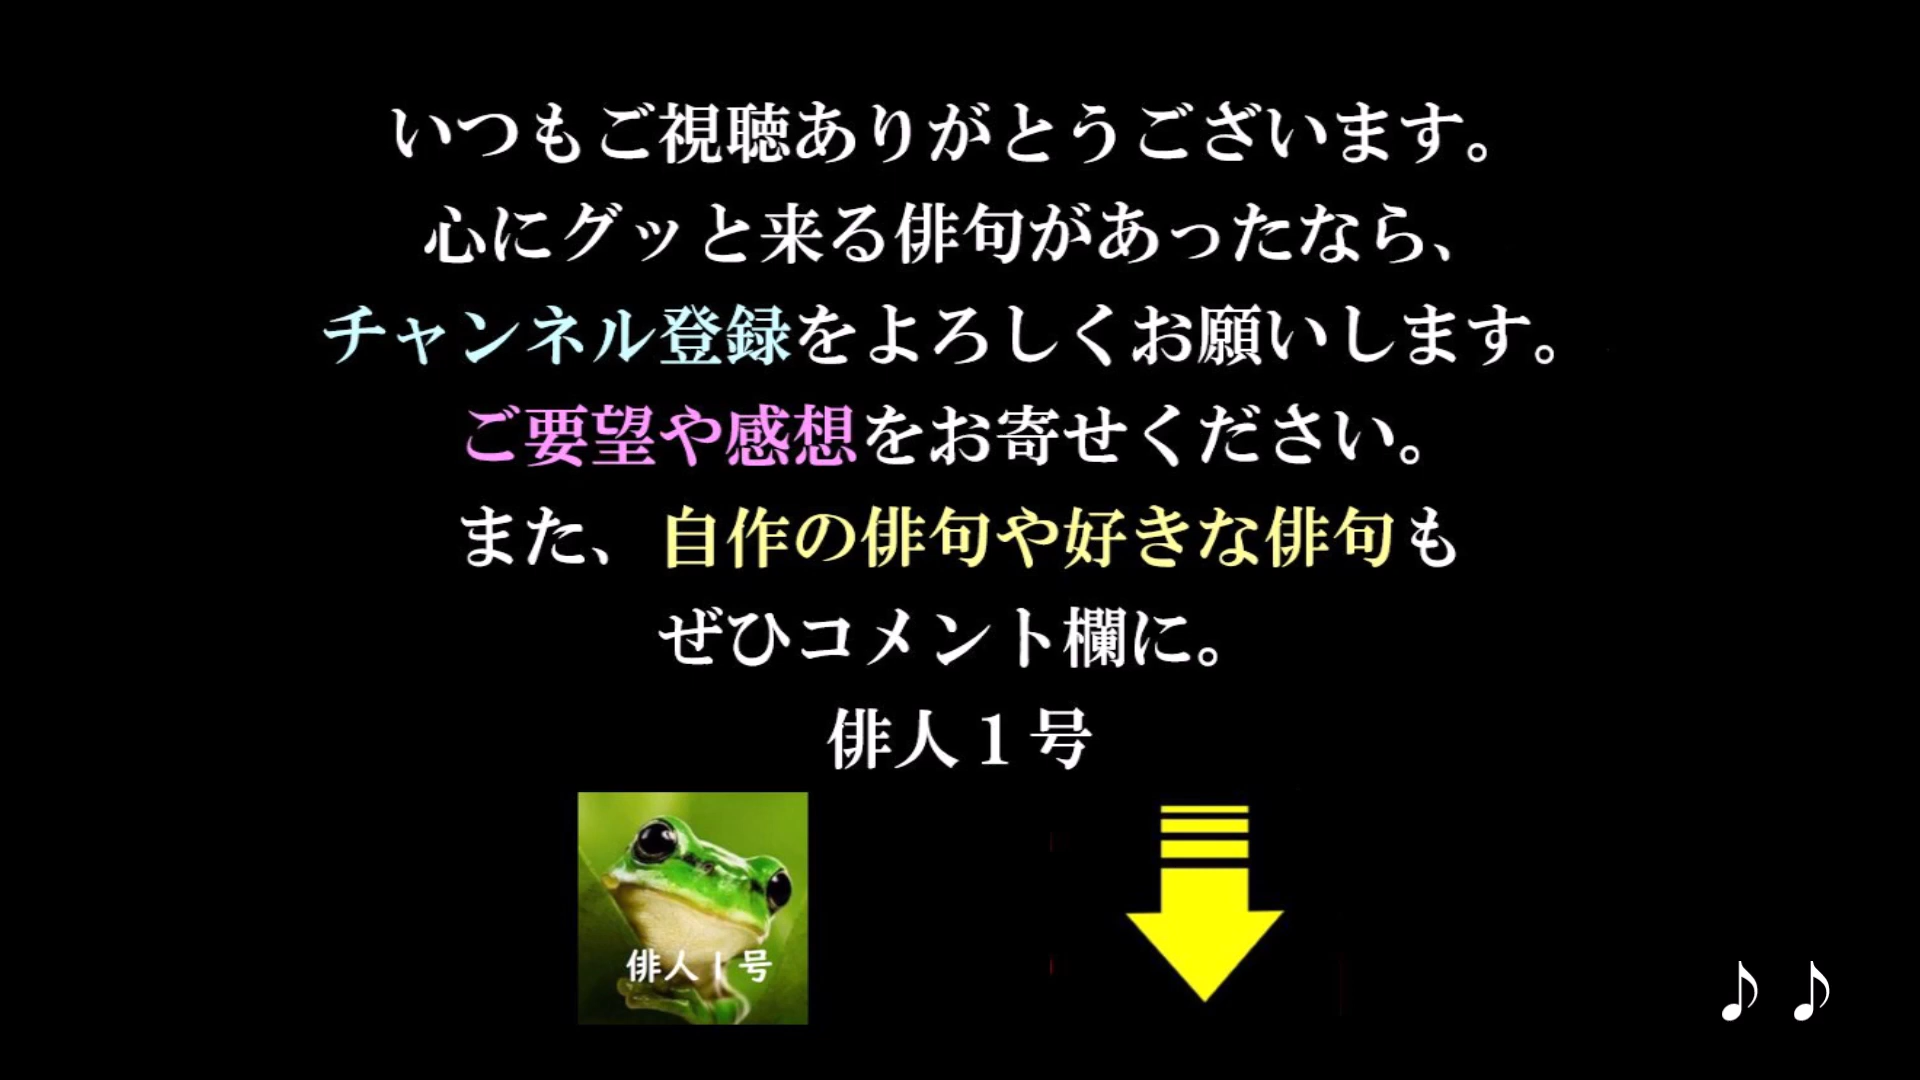 いつもご視聴ありがとうございます。
心にグッと来る俳句があったなら、
チャンネル登録をよろしくお願いします。
ご要望や感想をお寄せください。
また、自作の俳句や好きな俳句も
ぜひコメント欄に。
俳人１号
俳人１号
♪ ♪